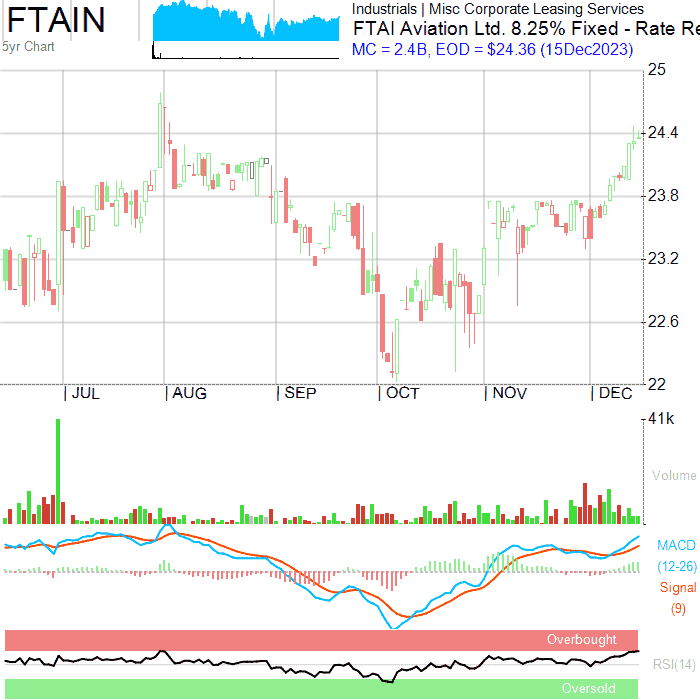 FTAIN
5yr Chart
Industrials | Misc Corporate Leasing Services
FTAI Aviation Ltd. 8.25% Fixed - Rate Re
MC = 2.4B, EOD = $24.36 (15Dec2023)
25
24.4
23.8
23.2
22.6
22
| JUL | AUG | SEP | OCT | NOV | DEC
41k
Volume
MACD
(12-26)
Signal
(9)
Overbought
RSI(14)
Oversold